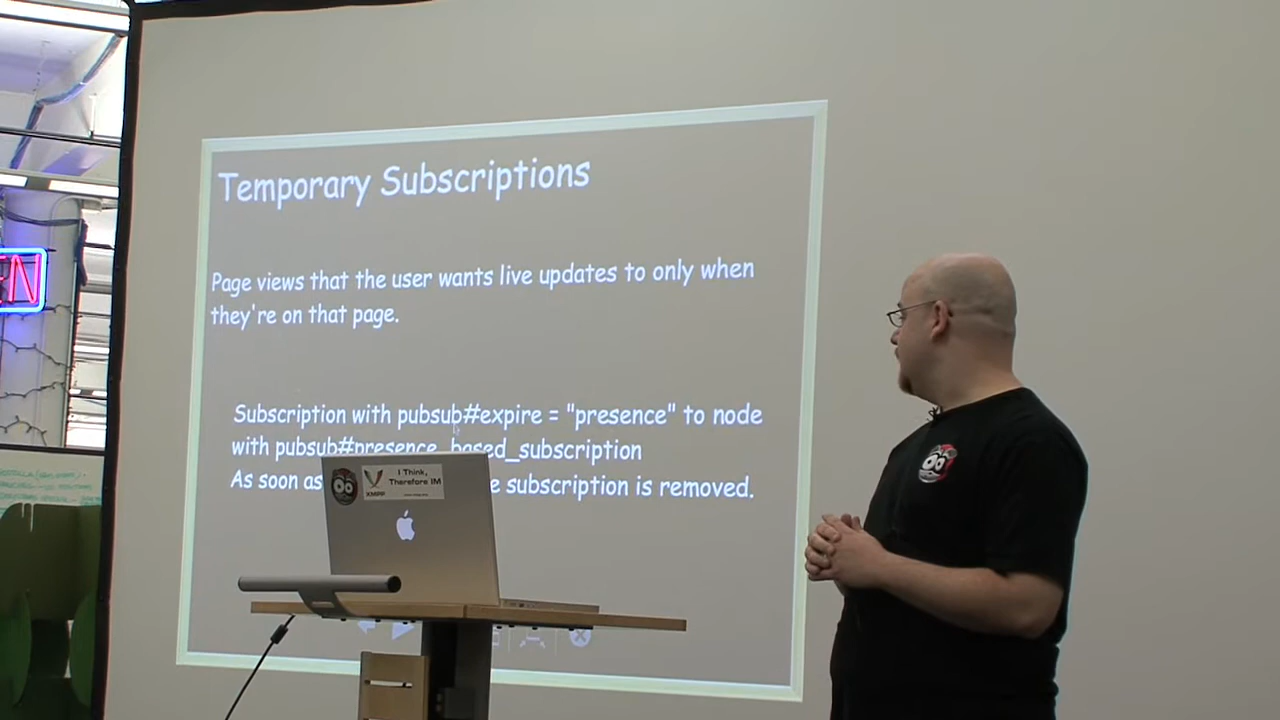 Temporary Subscriptions
Page views that the user wants live updates to only when
they're on that page.
Subscription with pubsub#expire = "presence" to node
with pubsub#presence_based_subscription
As soon as
e subscription is removed.
I Think,
Therefore IM
XMPP
EN